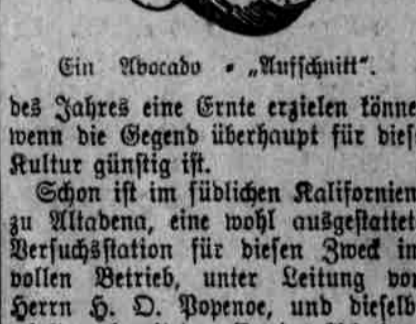 Ein Avocado - „Aufschnitt“.
des Jahres eine Ernte erzielen könne
wenn die Gegend überhaupt für dies
Kultur günstig ist.
Schon ist im südlichen Kalifornien
zu Altadena, eine wohl ausgestattet
Versuchsstation für diesen Zweck in
vollen Betrieb, unter Leitung vo
Herrn H. O. Popenoe, und dieselb